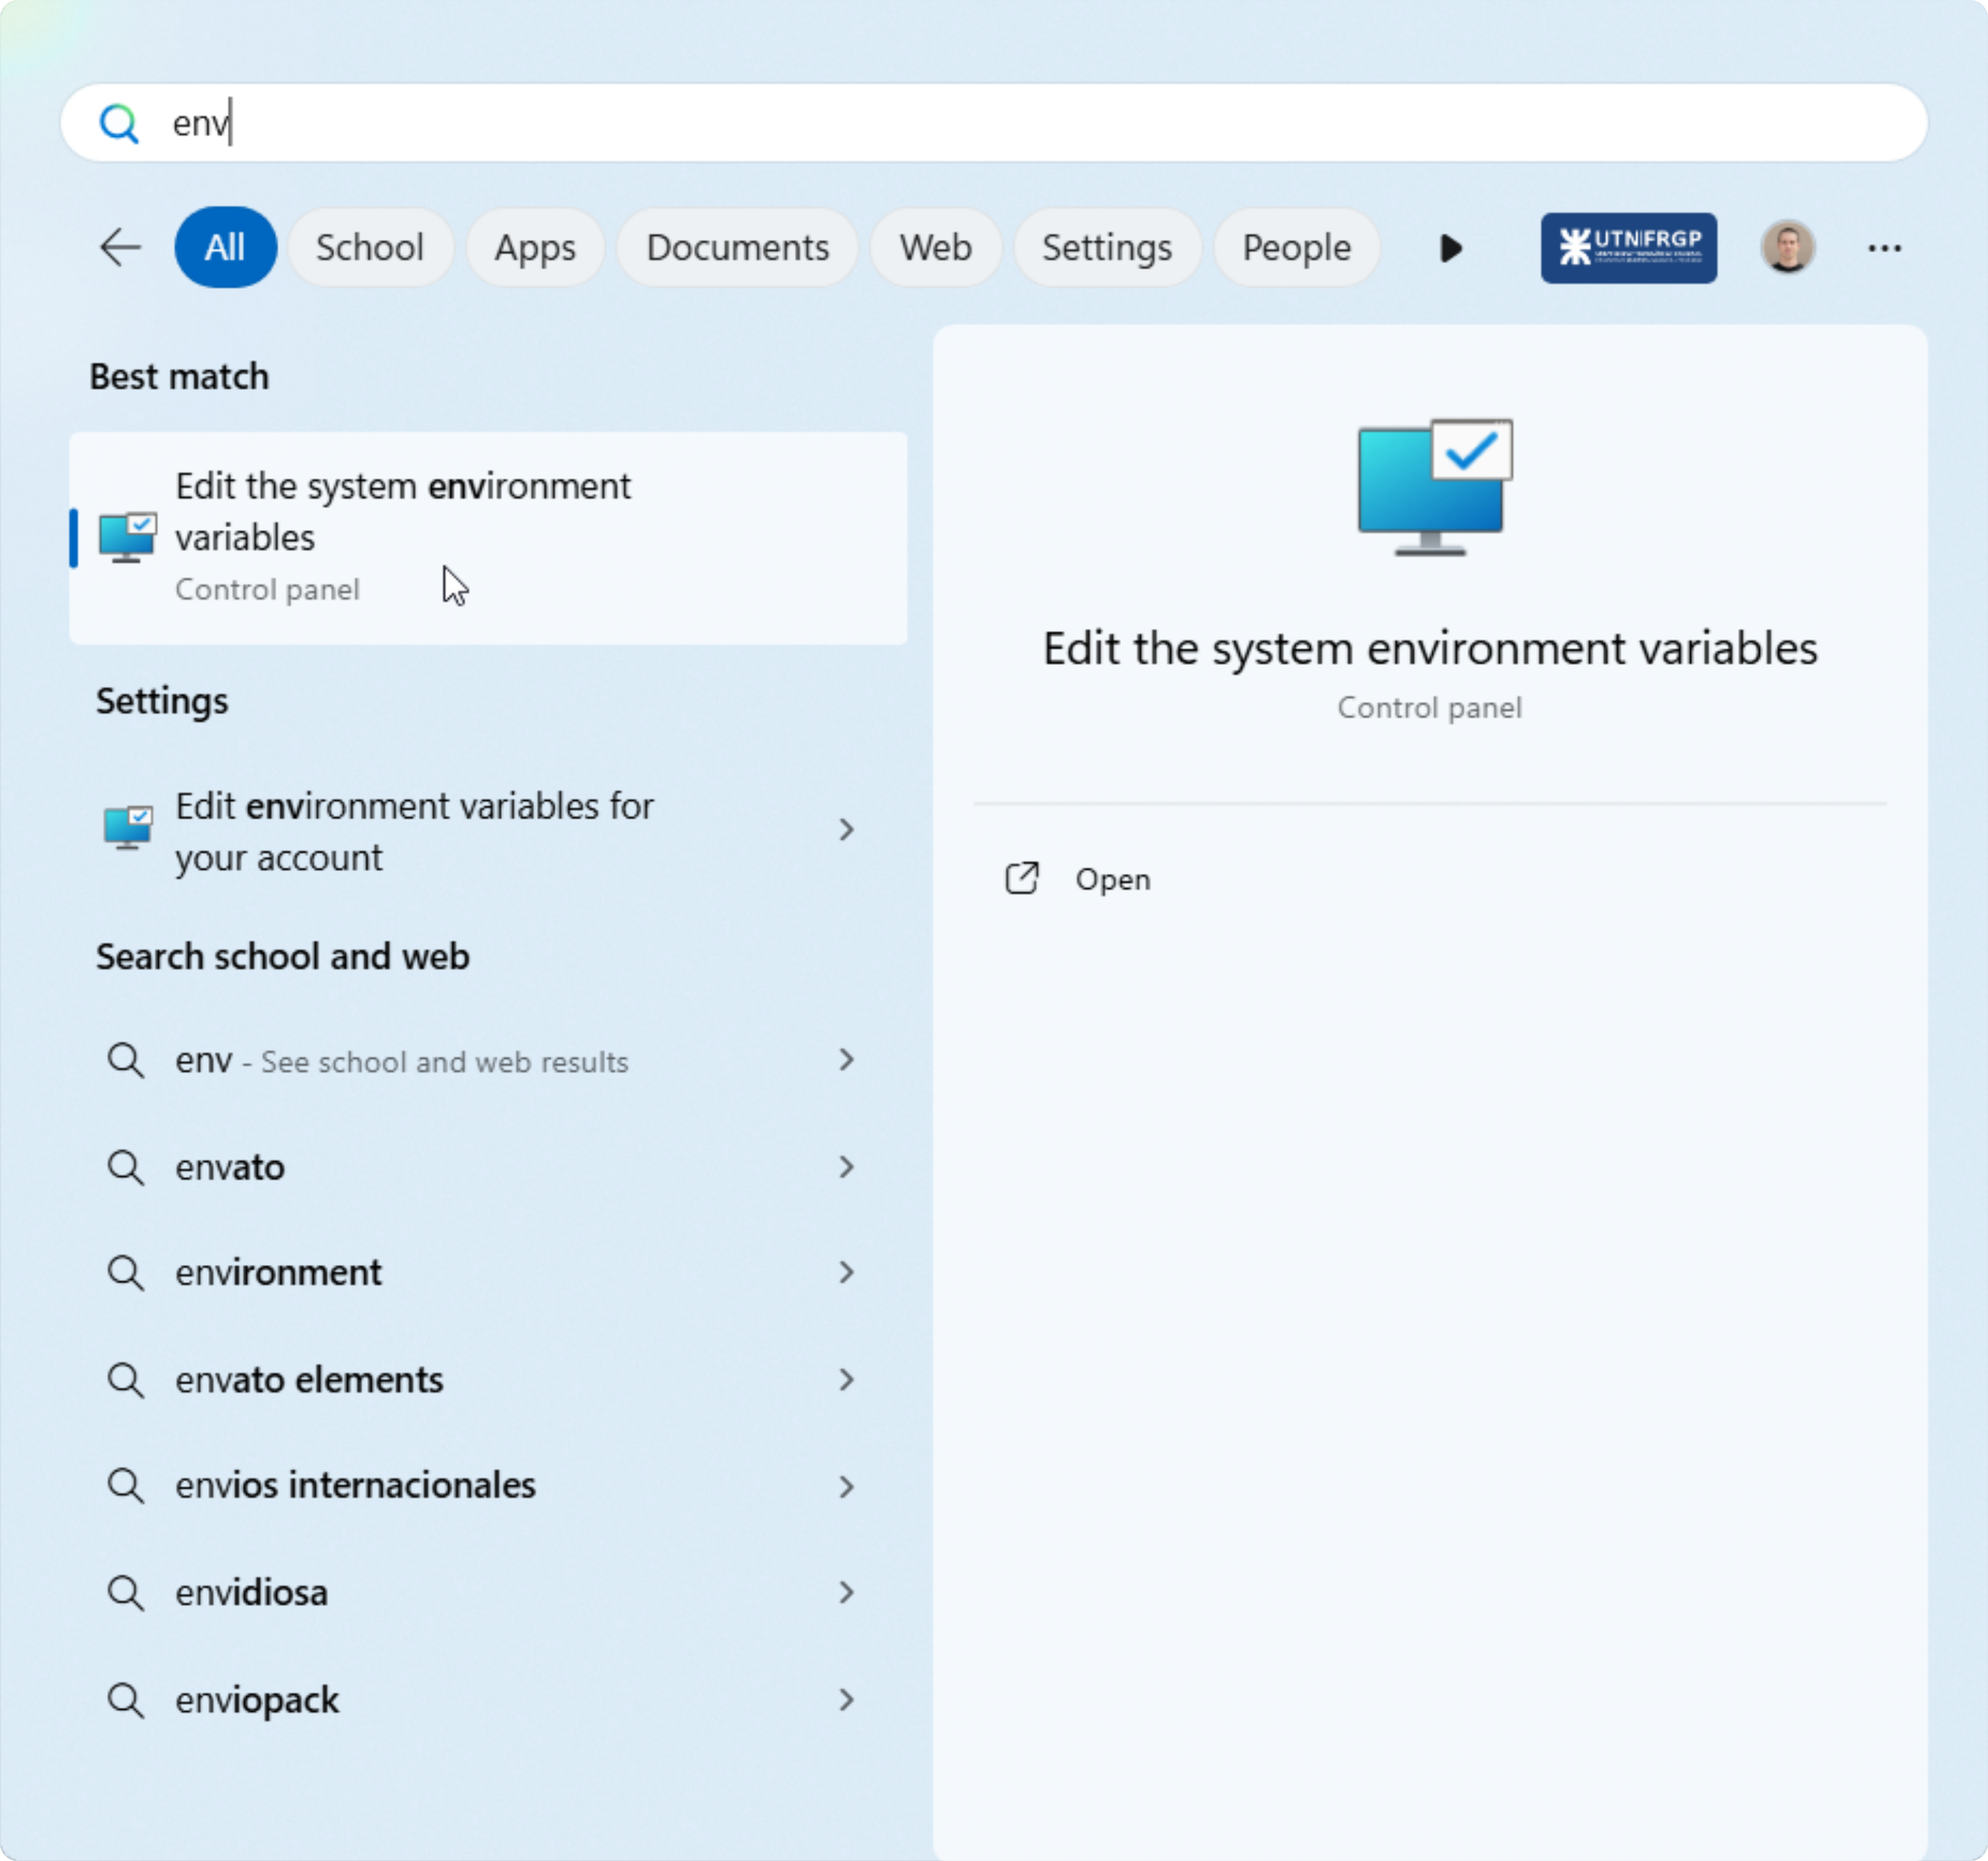 env
All
School
Apps
Documents
Web
Settings
People
UTN|FRGP
Best match
Edit the system environment
variables
Control panel
Settings
Edit environment variables for
your account
Search school and web
env - See school and web results
envato
environment
envato elements
envios internacionales
envidiosa
enviopack
Edit the system environment variables
Control panel
Open